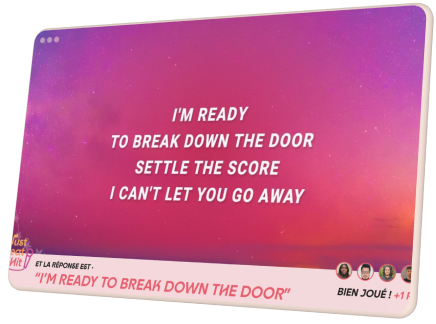 I'M READY
TO BREAK DOWN THE DOOR
SETTLE THE SCORE
I CAN'T LET YOU GO AWAY
ET LA RÉPONSE EST -
“I'M READY TO BREAK DOWN THE DOOR”
BIEN JOUÉ ! +1